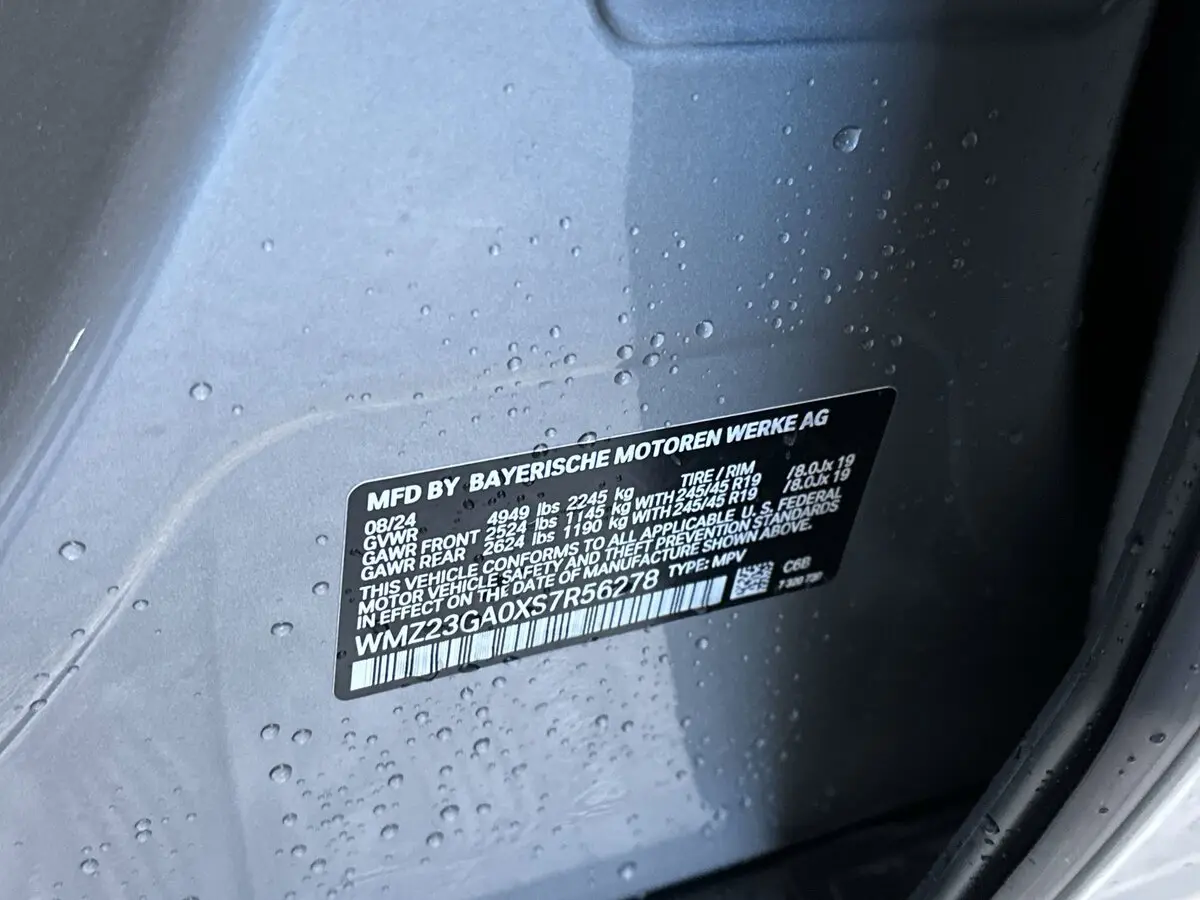 MFD BY BAYERISCHE MOTOREN WERKE AG
08/24 TIRE / RIM
GVWR 4949 lbs 2245 kg
GAWR FRONT 2524 lbs 1145 kg WITH 245/45 R19 /8.0Jx 19
GAWR REAR 2624 lbs 1190 kg WITH 245/45 R19 /8.0Jx 19
THIS VEHICLE CONFORMS TO ALL APPLICABLE U. S. FEDERAL
MOTOR VEHICLE SAFETY AND THEFT PREVENTION STANDARDS
IN EFFECT ON THE DATE OF MANUFACTURE SHOWN ABOVE.
WMZ23GA0XS7R56278 TYPE: MPV
C6B